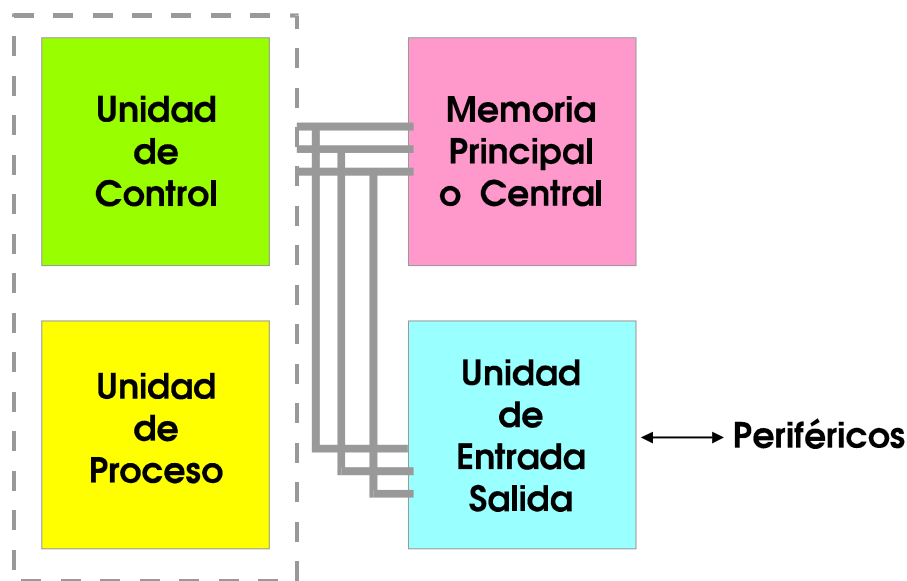 Unidad
de
Control
Memoria
Principal
o Central
Unidad
de
Proceso
Unidad
de
Entrada
Salida
Periféricos